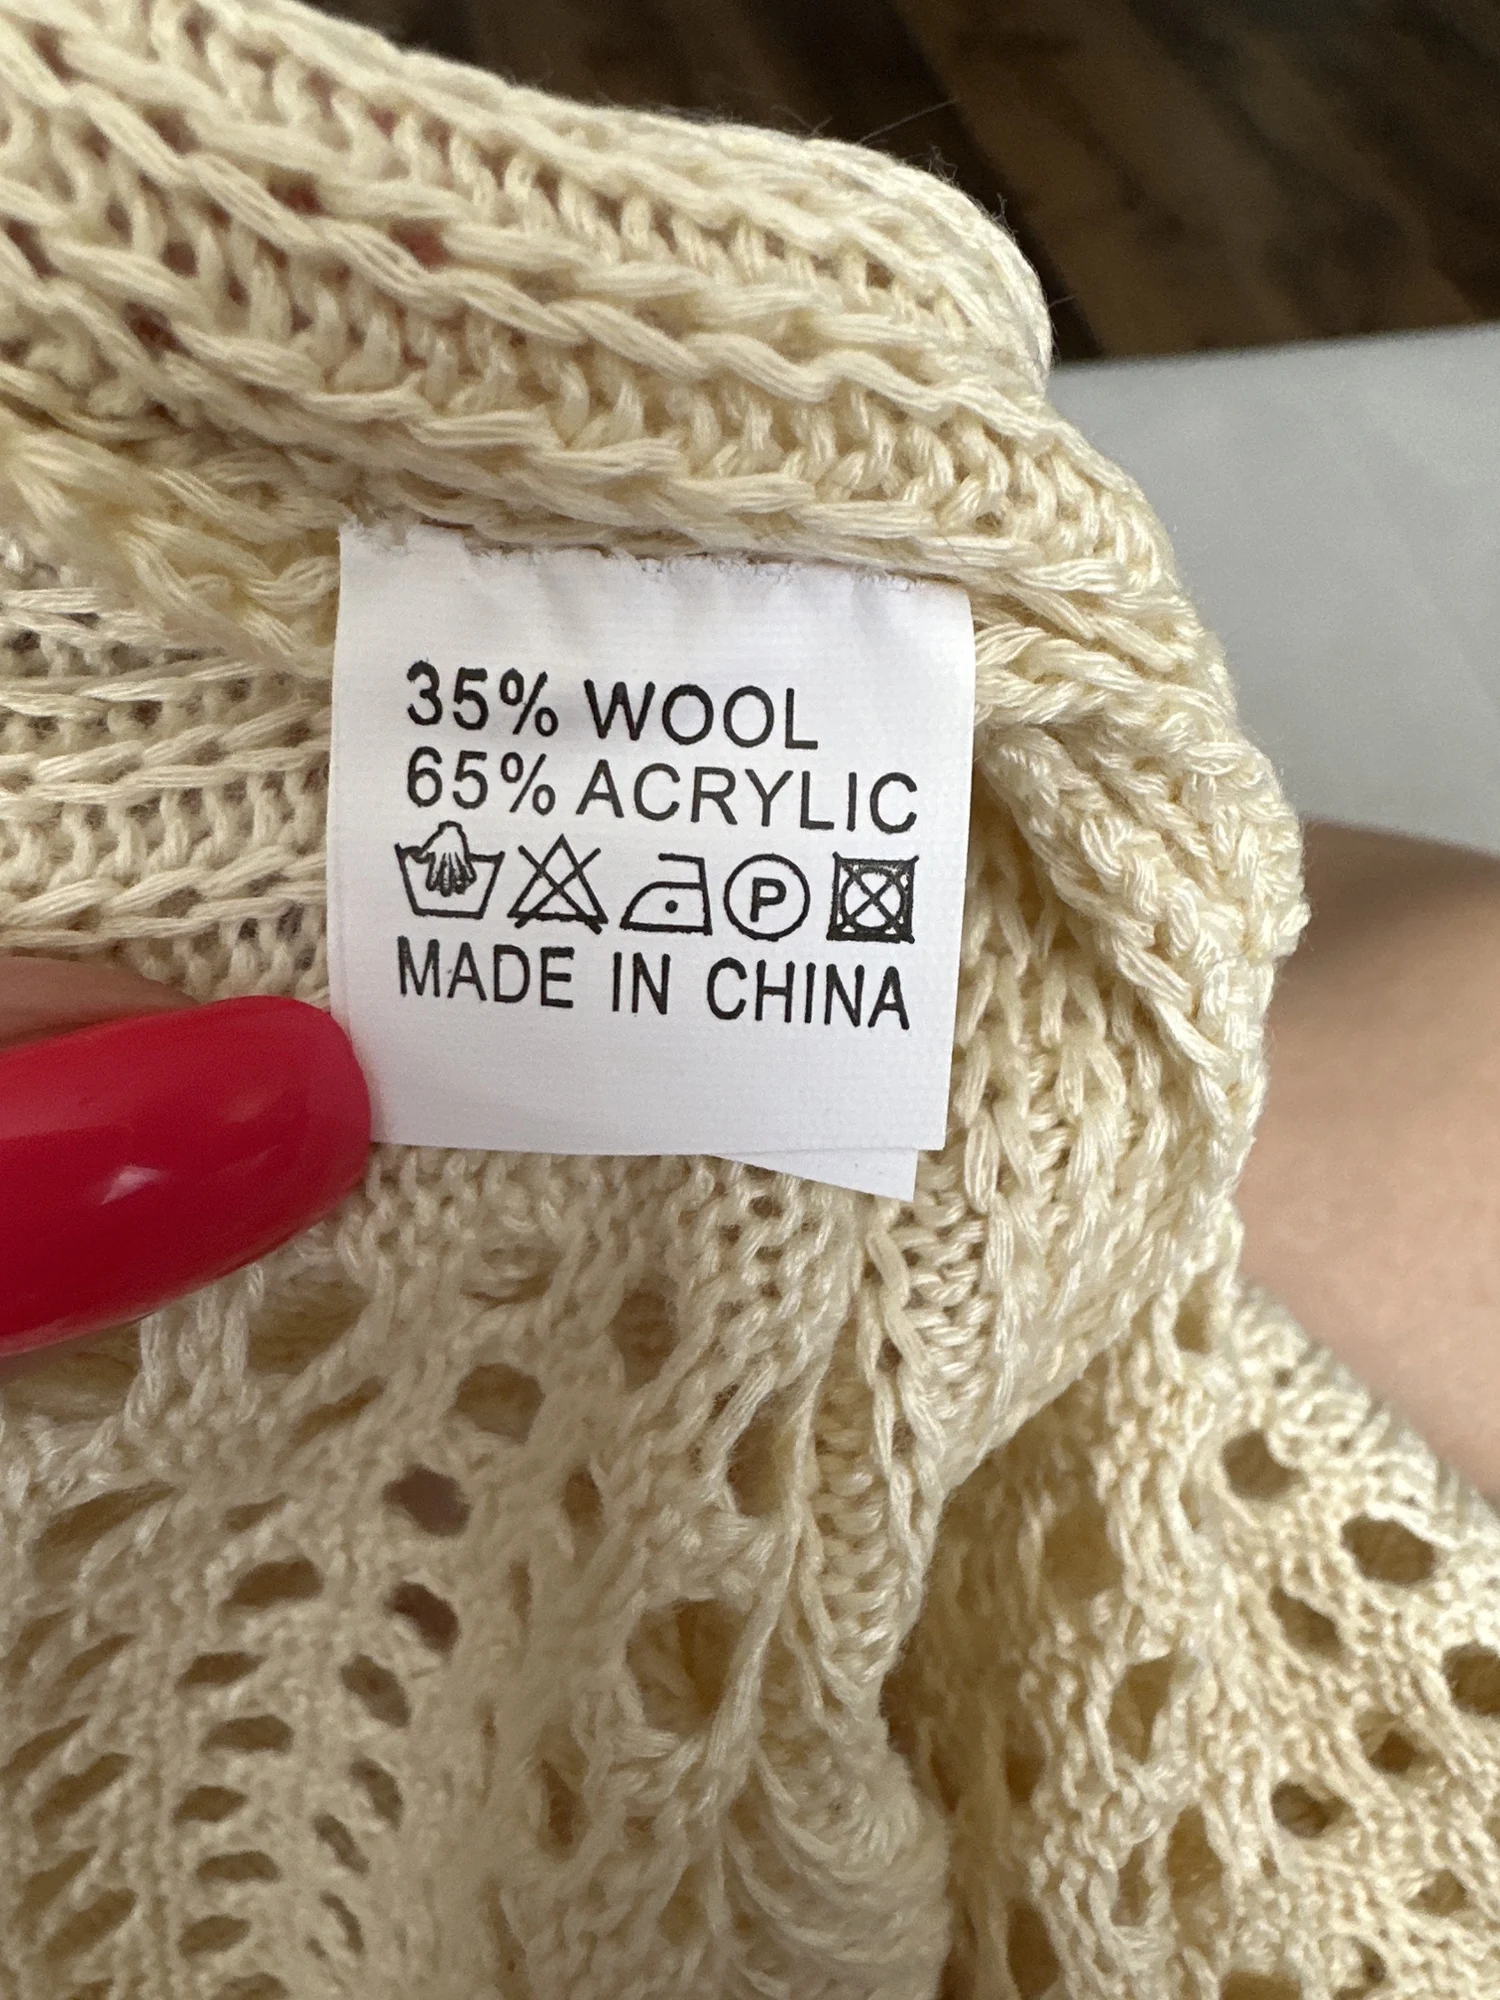 35% WOOL
65% ACRYLIC
P
MADE IN CHINA